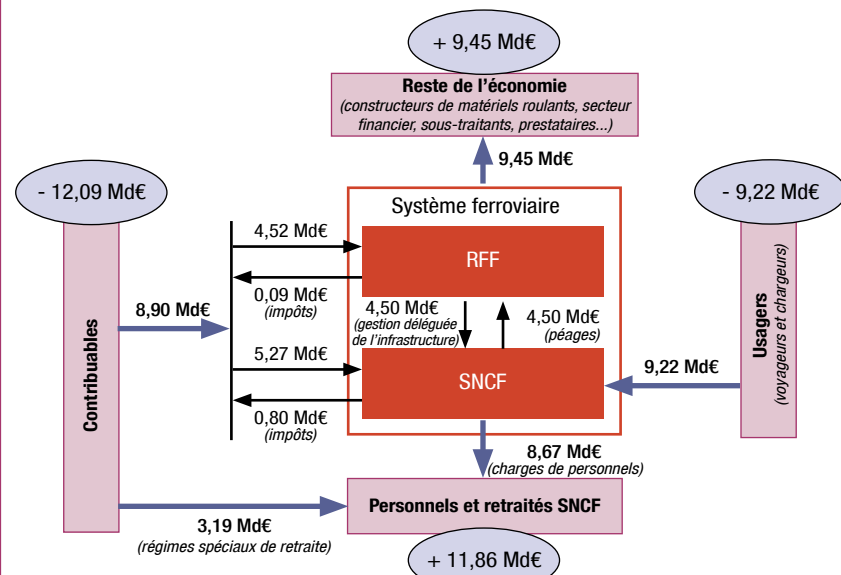 + 9,45 Md€
Reste de l'économie
(constructeurs de matériels roulants, secteur
financier, sous-traitants, prestataires...)
9,45 Md€
- 12,09 Md€
- 9,22 Md€
Système ferroviaire
4,52 Md€
RFF
0,09 Md€
(impôts)
8,90 Md€
4,50 Md€
(gestion déléguée
de l'infrastructure)
4,50 Md€
(péages)
Contribuables
Usagers
(voyageurs et chargeurs)
5,27 Md€
SNCF
9,22 Md€
0,80 Md€
(impôts)
8,67 Md€
(charges de personnels)
Personnels et retraités SNCF
3,19 Md€
(régimes spéciaux de retraite)
+ 11,86 Md€